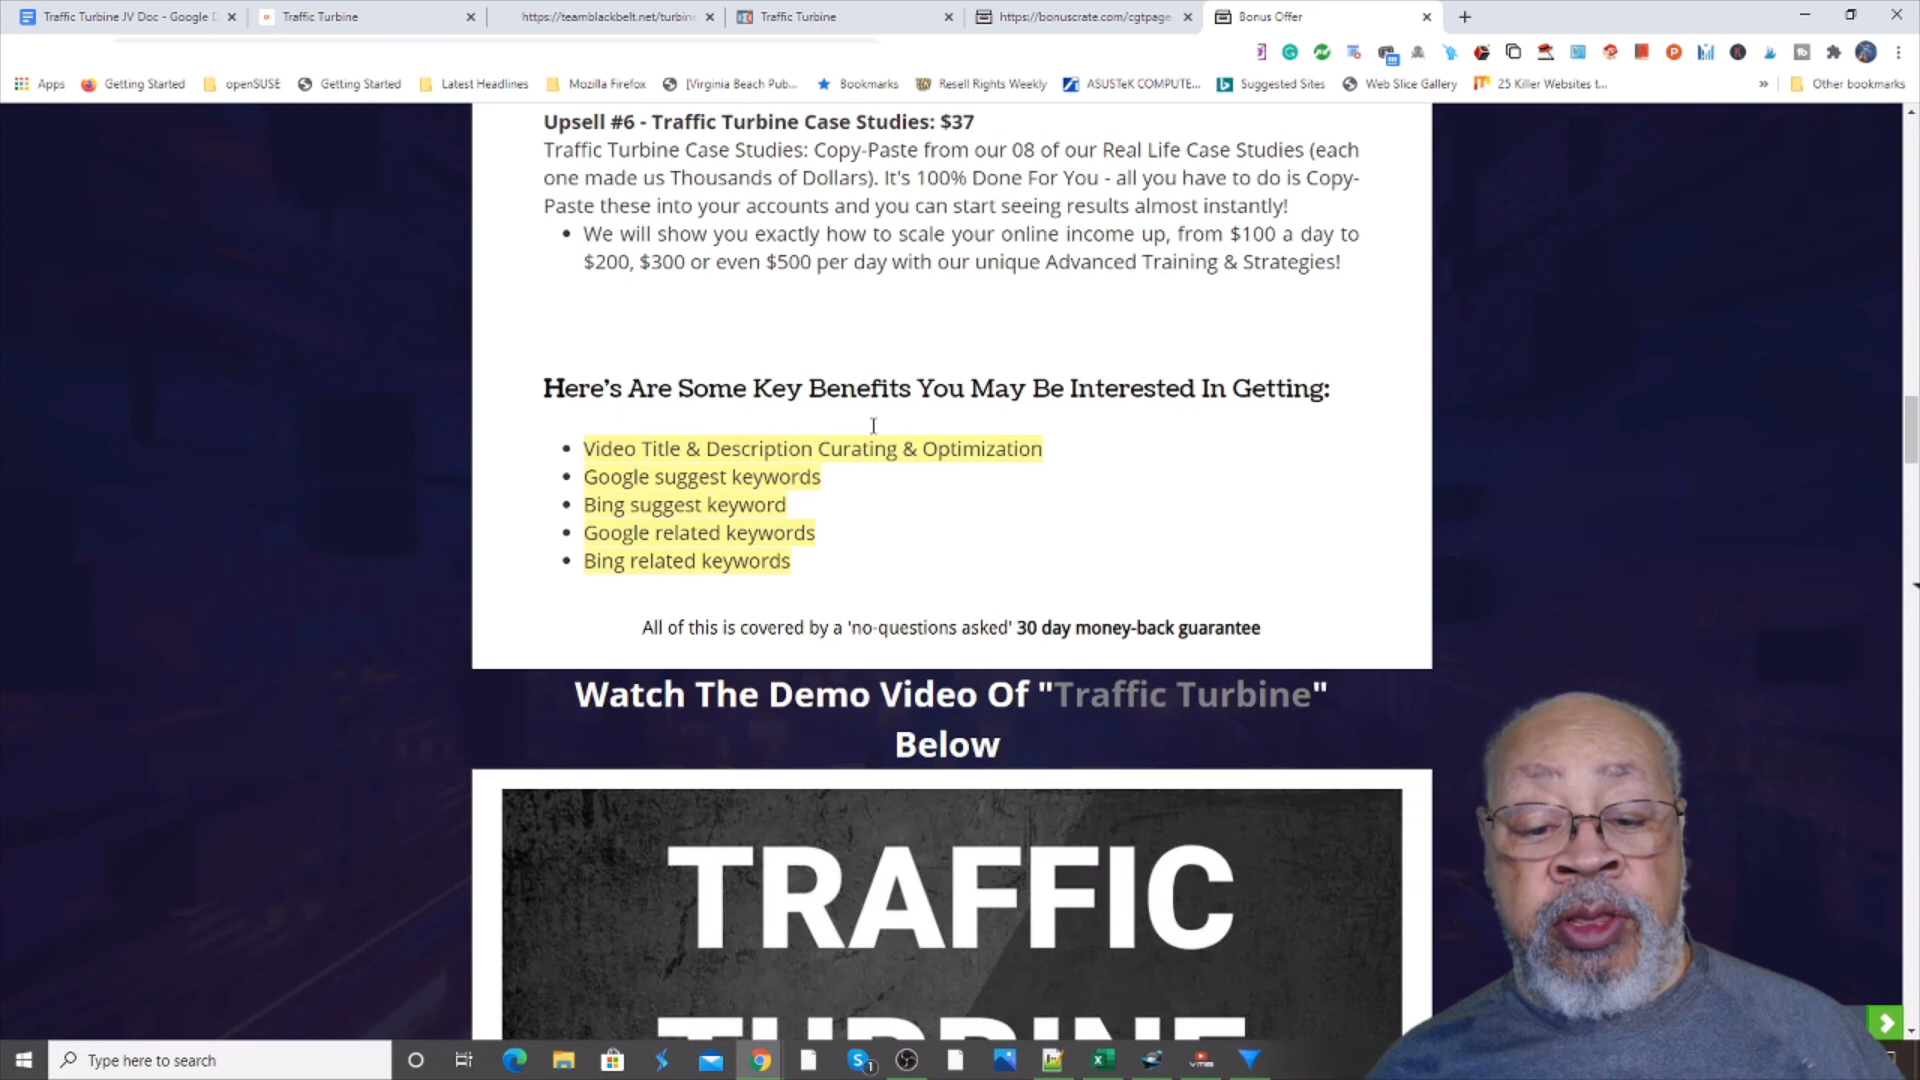 Traffic Turbine JV Doc - Google D
Traffic Turbine
https://teamblackbelt.net/turbine
Traffic Turbine
https://bonuscrate.com/cgtpage
Bonus Offer
Apps
Getting Started
openSUSE
Getting Started
Latest Headlines
Mozilla Firefox
[Virginia Beach Pub...
Bookmarks
Resell Rights Weekly
ASUSTeK COMPUTE...
Suggested Sites
Web Slice Gallery
25 Killer Websites t...
Other bookmarks
Upsell #6 - Traffic Turbine Case Studies: $37
Traffic Turbine Case Studies: Copy-Paste from our 08 of our Real Life Case Studies (each
one made us Thousands of Dollars). It's 100% Done For You - all you have to do is Copy-
Paste these into your accounts and you can start seeing results almost instantly!
We will show you exactly how to scale your online income up, from $100 a day to
$200, $300 or even $500 per day with our unique Advanced Training & Strategies!
Here's Are Some Key Benefits You May Be Interested In Getting:
Video Title & Description Curating & Optimization
Google suggest keywords
Bing suggest keyword
Google related keywords
Bing related keywords
All of this is covered by a 'no-questions asked' 30 day money-back guarantee
Watch The Demo Video Of "Traffic Turbine"
Below
TRAFFIC
TURBINE
Type here to search